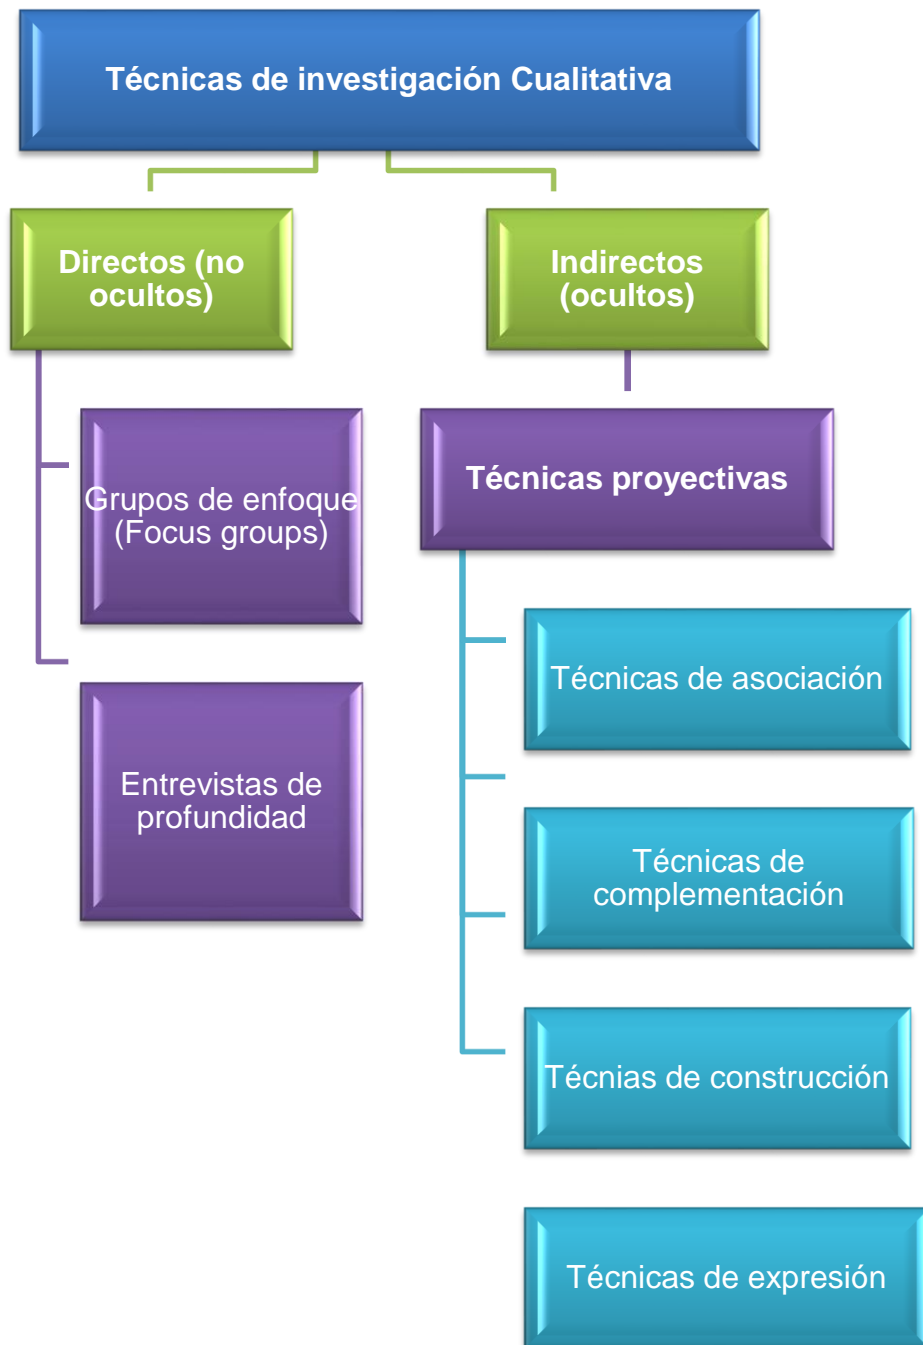 Técnicas de investigación Cualitativa
Directos (no
ocultos)
Indirectos
(ocultos)
Grupos de enfoque
(Focus groups)
Entrevistas de
profundidad
Técnicas proyectivas
Técnicas de asociación
Técnicas de
complementación
Técnias de construcción
Técnicas de expresión